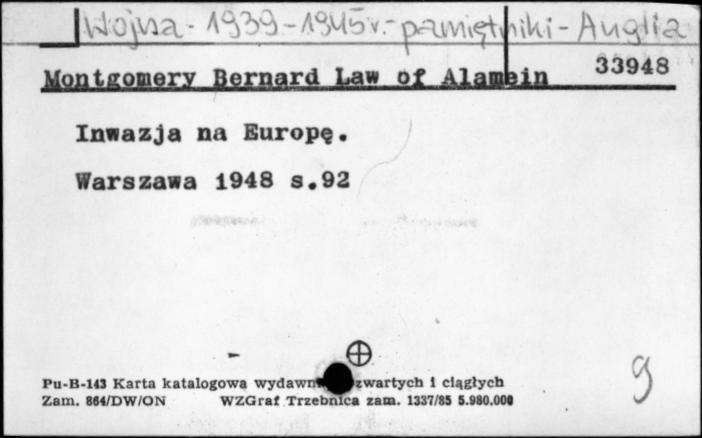 Wojna - 1939-1945 r. - pamiętniki - Anglia
Montgomery Bernard Law of Alamein 33948
Inwazja na Europę.
Warszawa 1948 s.92
9
Pu-B-143 Karta katalogowa zwartych i ciągłych
Zam. 864/DW/ON WZGraf Trzebnica zam. 1337/85 5.980.000